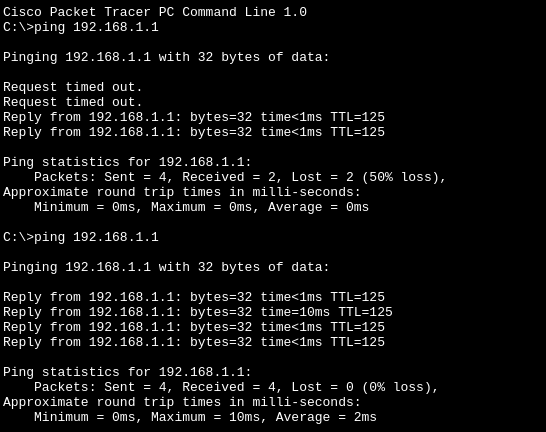 Cisco Packet Tracer PC Command Line 1.0
C:\>ping 192.168.1.1

Pinging 192.168.1.1 with 32 bytes of data:

Request timed out.
Request timed out.
Reply from 192.168.1.1: bytes=32 time<1ms TTL=125
Reply from 192.168.1.1: bytes=32 time<1ms TTL=125

Ping statistics for 192.168.1.1:
    Packets: Sent = 4, Received = 2, Lost = 2 (50% loss),
Approximate round trip times in milli-seconds:
    Minimum = 0ms, Maximum = 0ms, Average = 0ms

C:\>ping 192.168.1.1

Pinging 192.168.1.1 with 32 bytes of data:

Reply from 192.168.1.1: bytes=32 time<1ms TTL=125
Reply from 192.168.1.1: bytes=32 time=10ms TTL=125
Reply from 192.168.1.1: bytes=32 time<1ms TTL=125
Reply from 192.168.1.1: bytes=32 time<1ms TTL=125

Ping statistics for 192.168.1.1:
    Packets: Sent = 4, Received = 4, Lost = 0 (0% loss),
Approximate round trip times in milli-seconds:
    Minimum = 0ms, Maximum = 10ms, Average = 2ms